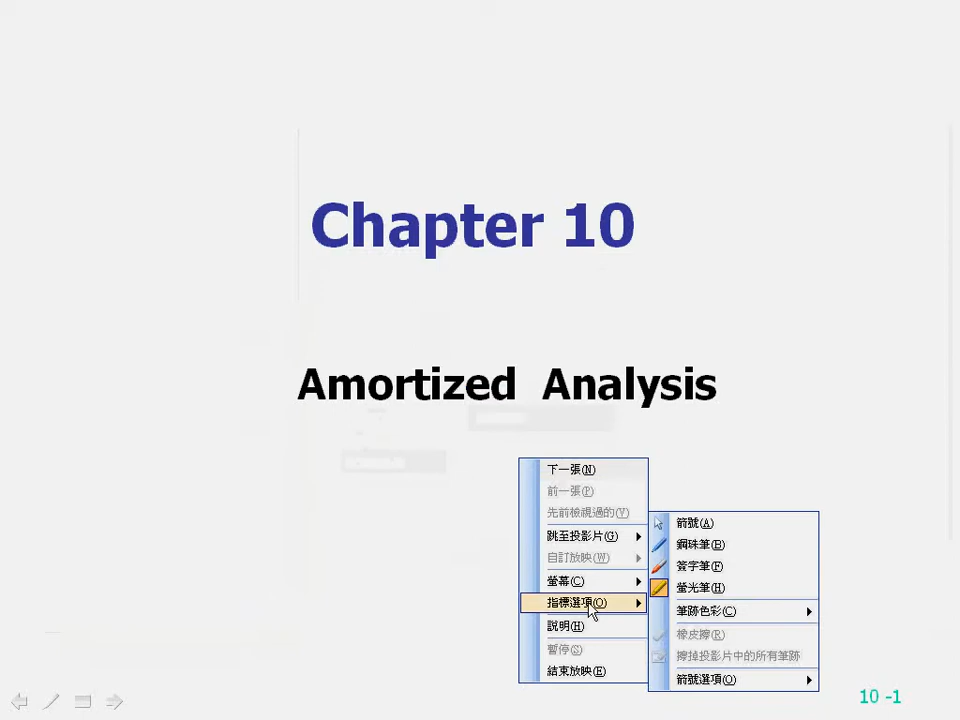 Chapter 10
Amortized Analysis
下一張(N)
前一張(P)
先前檢視過的(V)
跳至投影片(G)
自訂放映(W)
螢幕(C)
指標選項(O)
說明(H)
暫停(S)
結束放映(E)
箭號(A)
鋼珠筆(B)
簽字筆(F)
螢光筆(H)
筆跡色彩(C)
橡皮擦(R)
擦掉投影片中的所有筆跡
箭號選項(O)
10 -1